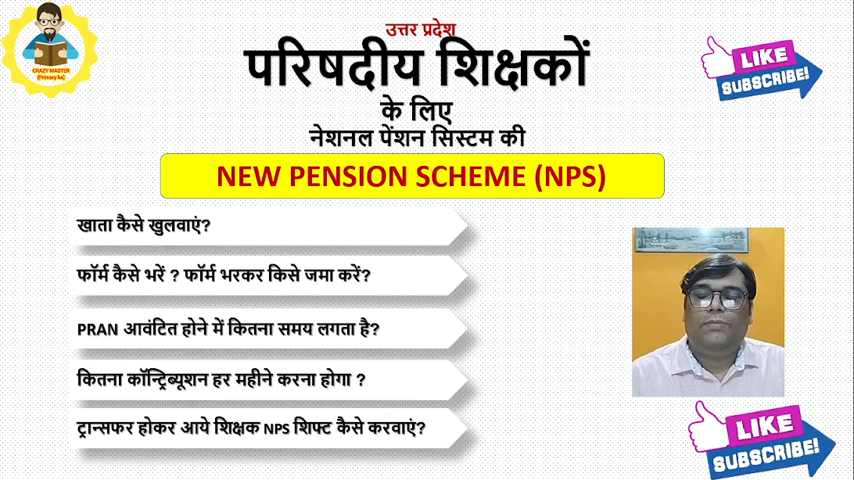 CRAZY MASTER
(Primary ka)
उत्तर प्रदेश
परिषदीय शिक्षकों
के लिए
नेशनल पेंशन सिस्टम की
NEW PENSION SCHEME (NPS)
LIKE
SUBSCRIBE!
खाता कैसे खुलवाएं?
फॉर्म कैसे भरें ? फॉर्म भरकर किसे जमा करें?
PRAN आवंटित होने में कितना समय लगता है?
कितना कॉन्ट्रिब्यूशन हर महीने करना होगा ?
ट्रान्सफर होकर आये शिक्षक NPS शिफ्ट कैसे करवाएं?
LIKE
SUBSCRIBE!